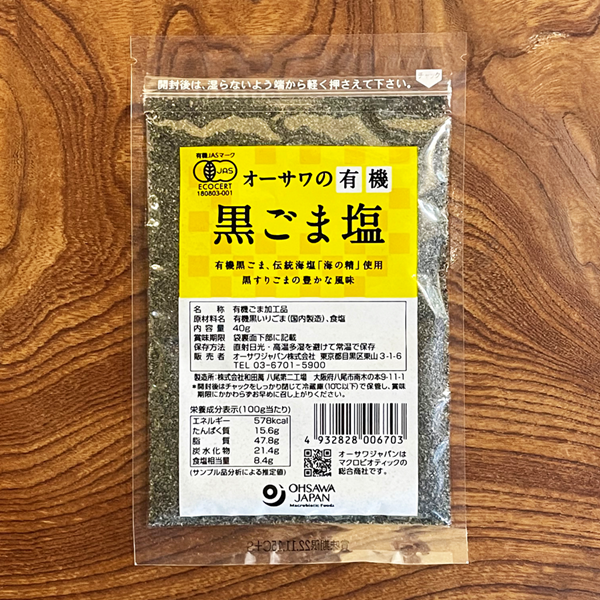 開封後は、湿らないよう端から軽く押さえて下さい。
チャック
有機JASマーク
JAS
ECOCERT
180803-001
オーサワの有機
黒ごま塩
有機黒ごま、伝統海塩「海の精」使用
黒すりごまの豊かな風味
名 称 有機ごま加工品
原材料名 有機黒いりごま(国内製造)、食塩
内 容 量 40g
賞味期限 袋裏面下部に記載
保存方法 直射日光・高温多湿を避けて常温で保存
販 売 者 オーサワジャパン株式会社 東京都目黒区東山3-1-6
TEL 03-6701-5900
製造所:株式会社和田萬 八尾第二工場 大阪府八尾市南木の本9-11-1
*開封後はチャックをしっかり閉じて冷蔵庫(10℃以下)で保管し、賞味
期限にかかわらずお早めに召し上がりください。
栄養成分表示(100g当たり)
エネルギー 578kcal
たんぱく質 15.6g
脂 質 47.8g
炭水化物 21.4g
食塩相当量 8.4g
(サンプル品分析による推定値)
4 932828 006703
オーサワジャパンは
マクロビオティックの
総合商社です。
OHSAWA
JAPAN
Macrobiotic Foods